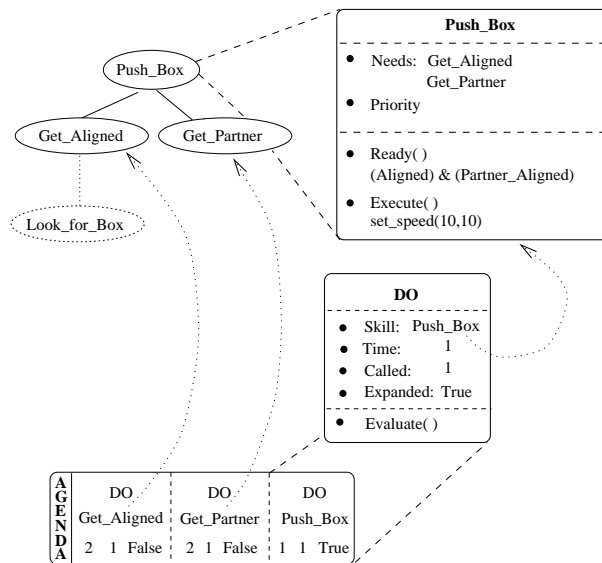 Push_Box
Get_Aligned
Get_Partner
Look_for_Box
Push_Box
• Needs: Get_Aligned
Get_Partner
• Priority
• Ready( )
(Aligned) & (Partner_Aligned)
• Execute( )
set_speed(10,10)
DO
• Skill: Push_Box
• Time: 1
• Called: 1
• Expanded: True
• Evaluate( )
AGENDA
DO DO DO
Get_Aligned Get_Partner Push_Box
2 1 False 2 1 False 1 1 True